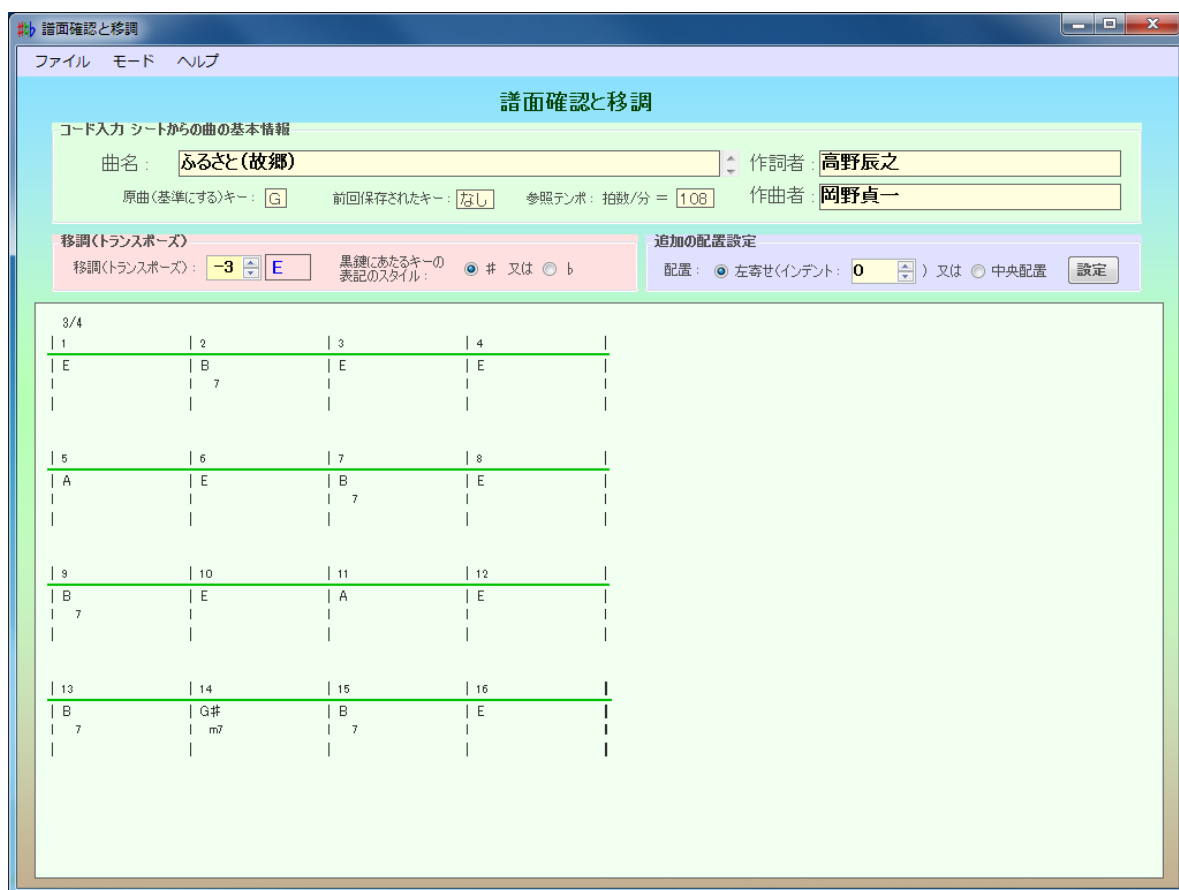 譜面確認と移調
ファイル モード ヘルプ
譜面確認と移調
コード入力 シートからの曲の基本情報
曲名： ふるさと(故郷) 作詞者： 高野辰之
原曲(基準にする)キー： G 前回保存されたキー： なし 参照テンポ： 拍数/分 ＝ 108 作曲者： 岡野貞一
移調(トランスポーズ)
移調(トランスポーズ)： -3 E 黒鍵にあたるキーの表記のスタイル： # 又は ♭
追加の配置設定
配置： 左寄せ(インデント： 0 ) 又は 中央配置 設定
3/4
| 1 | 2 | 3 | 4 |
| E | B | E | E |
| | 7 | | |
| | | | |
| 5 | 6 | 7 | 8 |
| A | E | B | E |
| | | 7 | |
| | | | |
| 9 | 10 | 11 | 12 |
| B | E | A | E |
| 7 | | | |
| | | | |
| 13 | 14 | 15 | 16 |
| B | G# | B | E |
| 7 | m7 | 7 | |
| | | | |